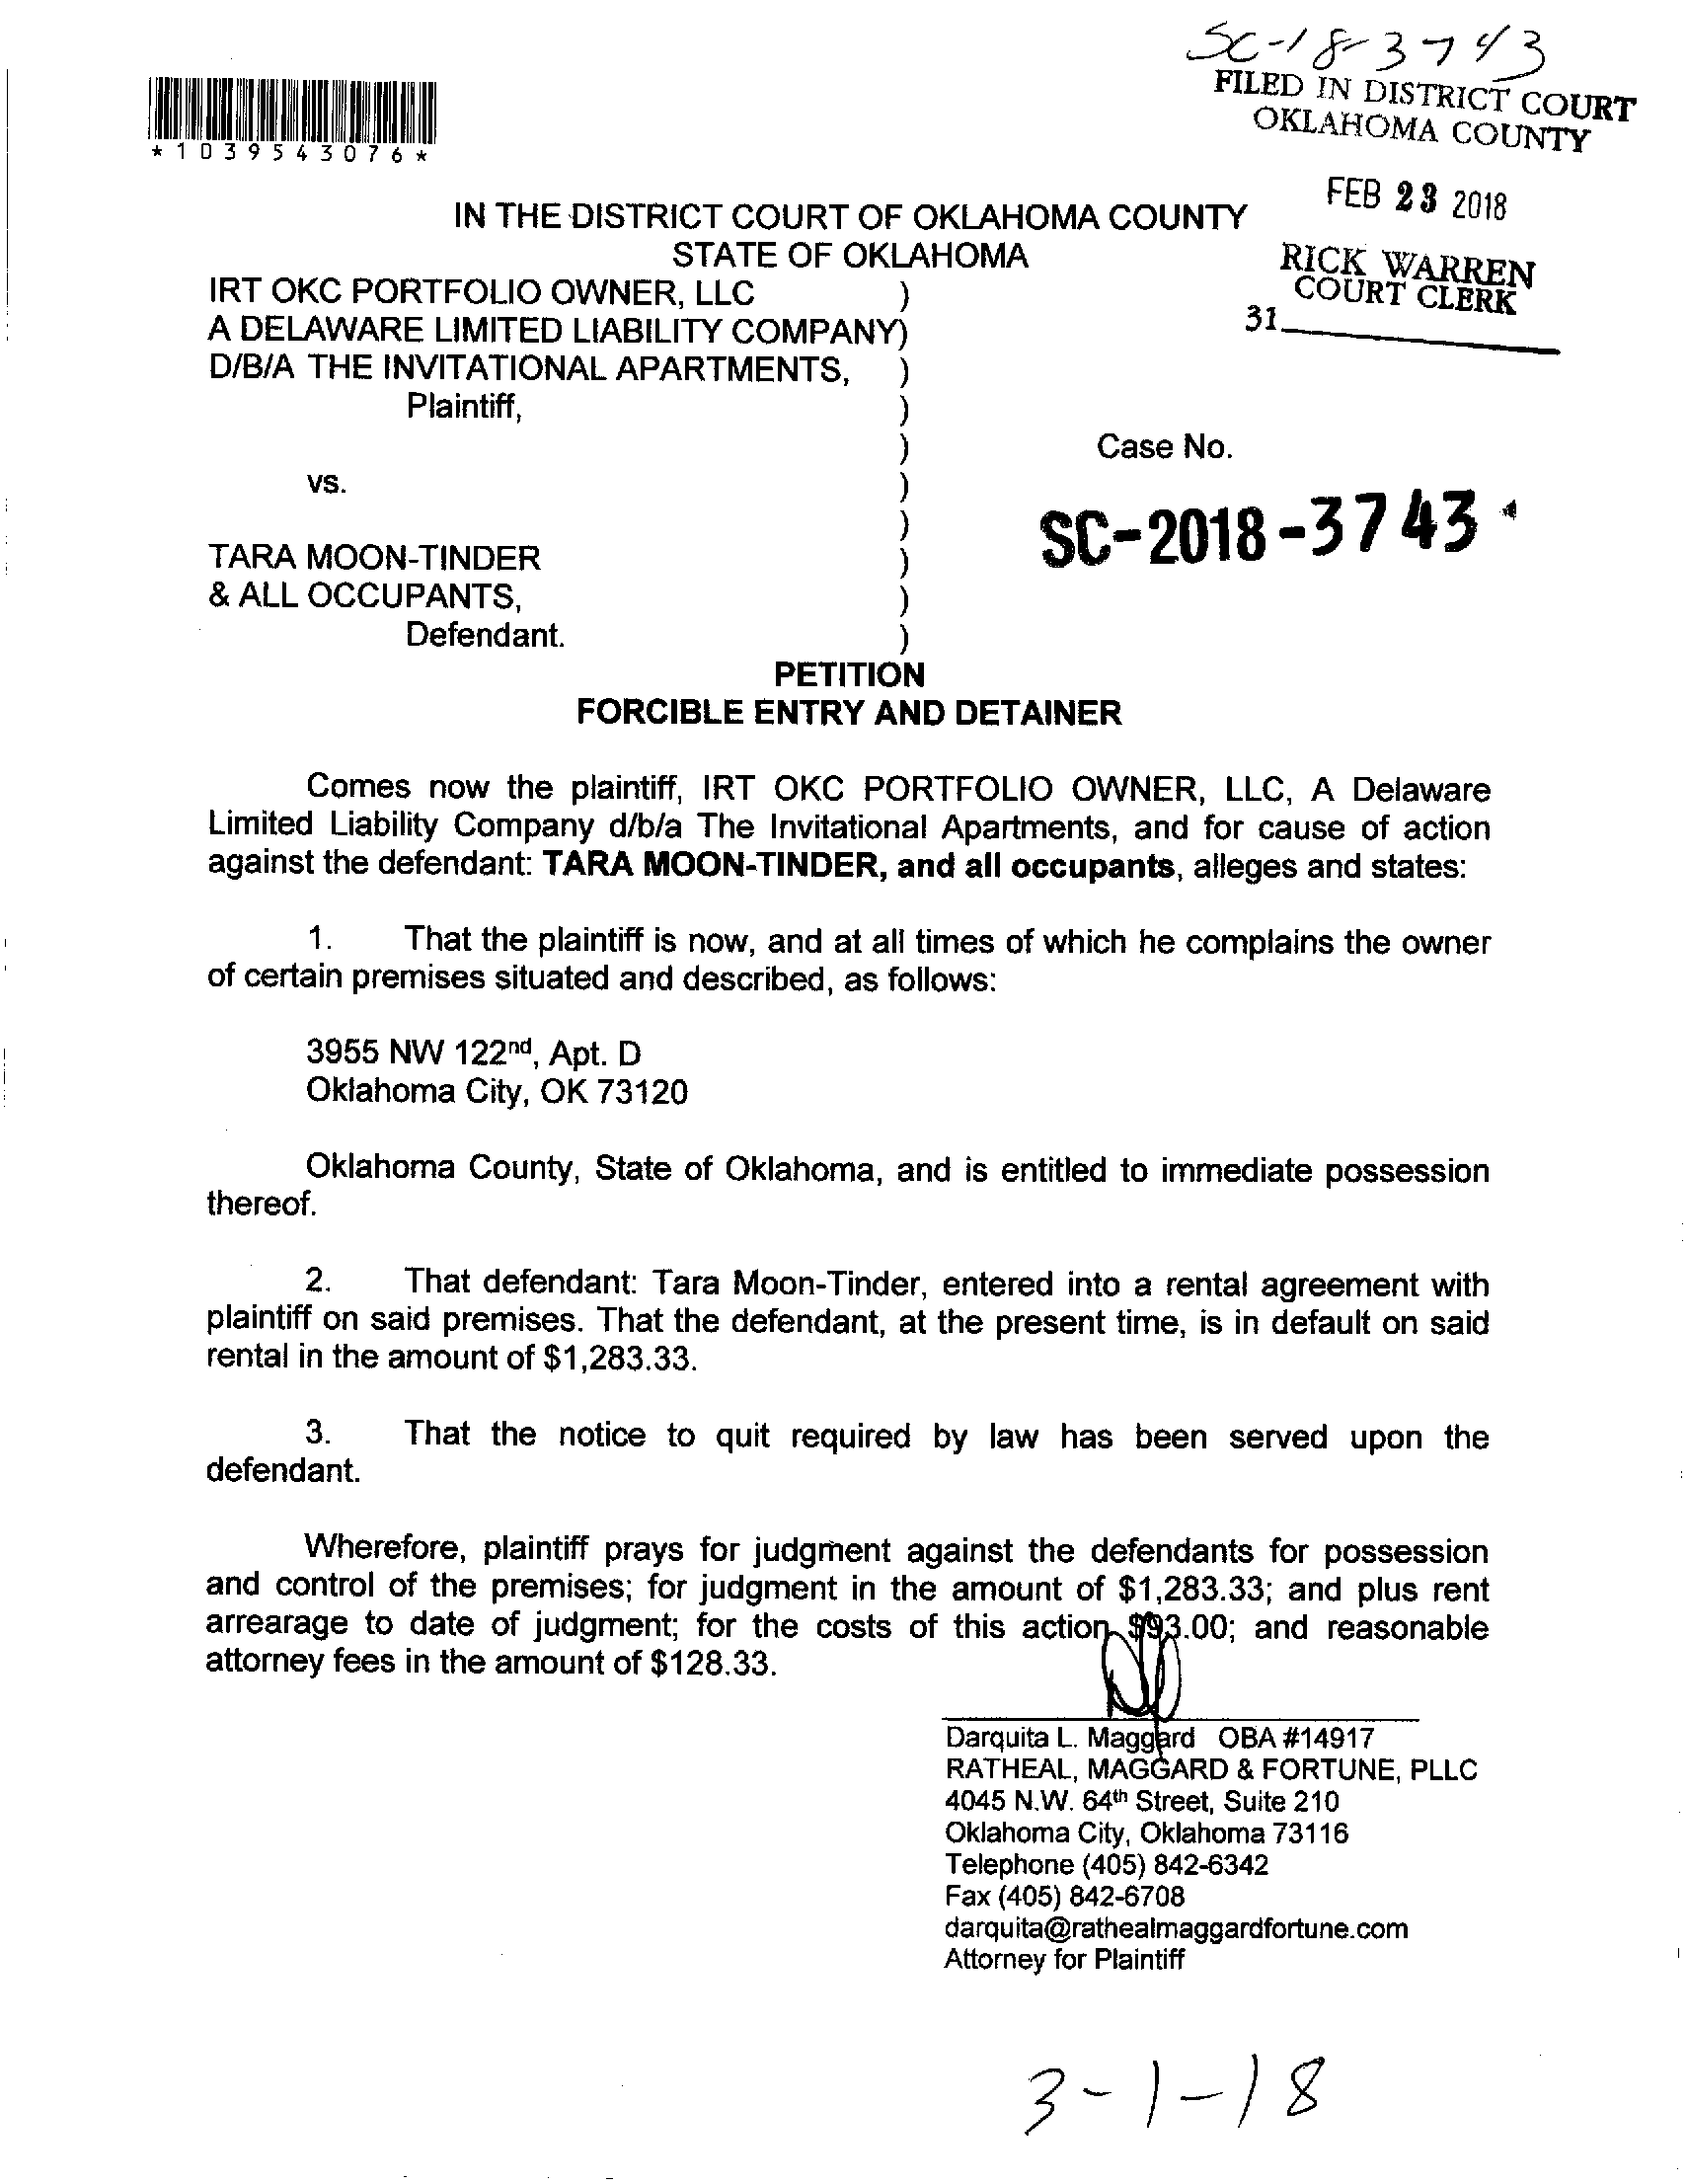 SC-18-3743
FILED IN DISTRICT COURT
OKLAHOMA COUNTY
*1039543076*
FEB 23 2018
IN THE DISTRICT COURT OF OKLAHOMA COUNTY
STATE OF OKLAHOMA
RICK WARREN
COURT CLERK
31
IRT OKC PORTFOLIO OWNER, LLC )
A DELAWARE LIMITED LIABILITY COMPANY)
D/B/A THE INVITATIONAL APARTMENTS, )
Plaintiff, )
) Case No.
vs. )
) SC-2018-3743
TARA MOON-TINDER )
& ALL OCCUPANTS, )
Defendant. )
PETITION
FORCIBLE ENTRY AND DETAINER
Comes now the plaintiff, IRT OKC PORTFOLIO OWNER, LLC, A Delaware
Limited Liability Company d/b/a The Invitational Apartments, and for cause of action
against the defendant: TARA MOON-TINDER, and all occupants, alleges and states:
1. That the plaintiff is now, and at all times of which he complains the owner
of certain premises situated and described, as follows:
3955 NW 122nd, Apt. D
Oklahoma City, OK 73120
Oklahoma County, State of Oklahoma, and is entitled to immediate possession
thereof.
2. That defendant: Tara Moon-Tinder, entered into a rental agreement with
plaintiff on said premises. That the defendant, at the present time, is in default on said
rental in the amount of $1,283.33.
3. That the notice to quit required by law has been served upon the
defendant.
Wherefore, plaintiff prays for judgment against the defendants for possession
and control of the premises; for judgment in the amount of $1,283.33; and plus rent
arrearage to date of judgment; for the costs of this action $93.00; and reasonable
attorney fees in the amount of $128.33.
Darquita L. Maggard OBA #14917
RATHEAL, MAGGARD & FORTUNE, PLLC
4045 N.W. 64th Street, Suite 210
Oklahoma City, Oklahoma 73116
Telephone (405) 842-6342
Fax (405) 842-6708
darquita@rathealmaggardfortune.com
Attorney for Plaintiff
3-1-18